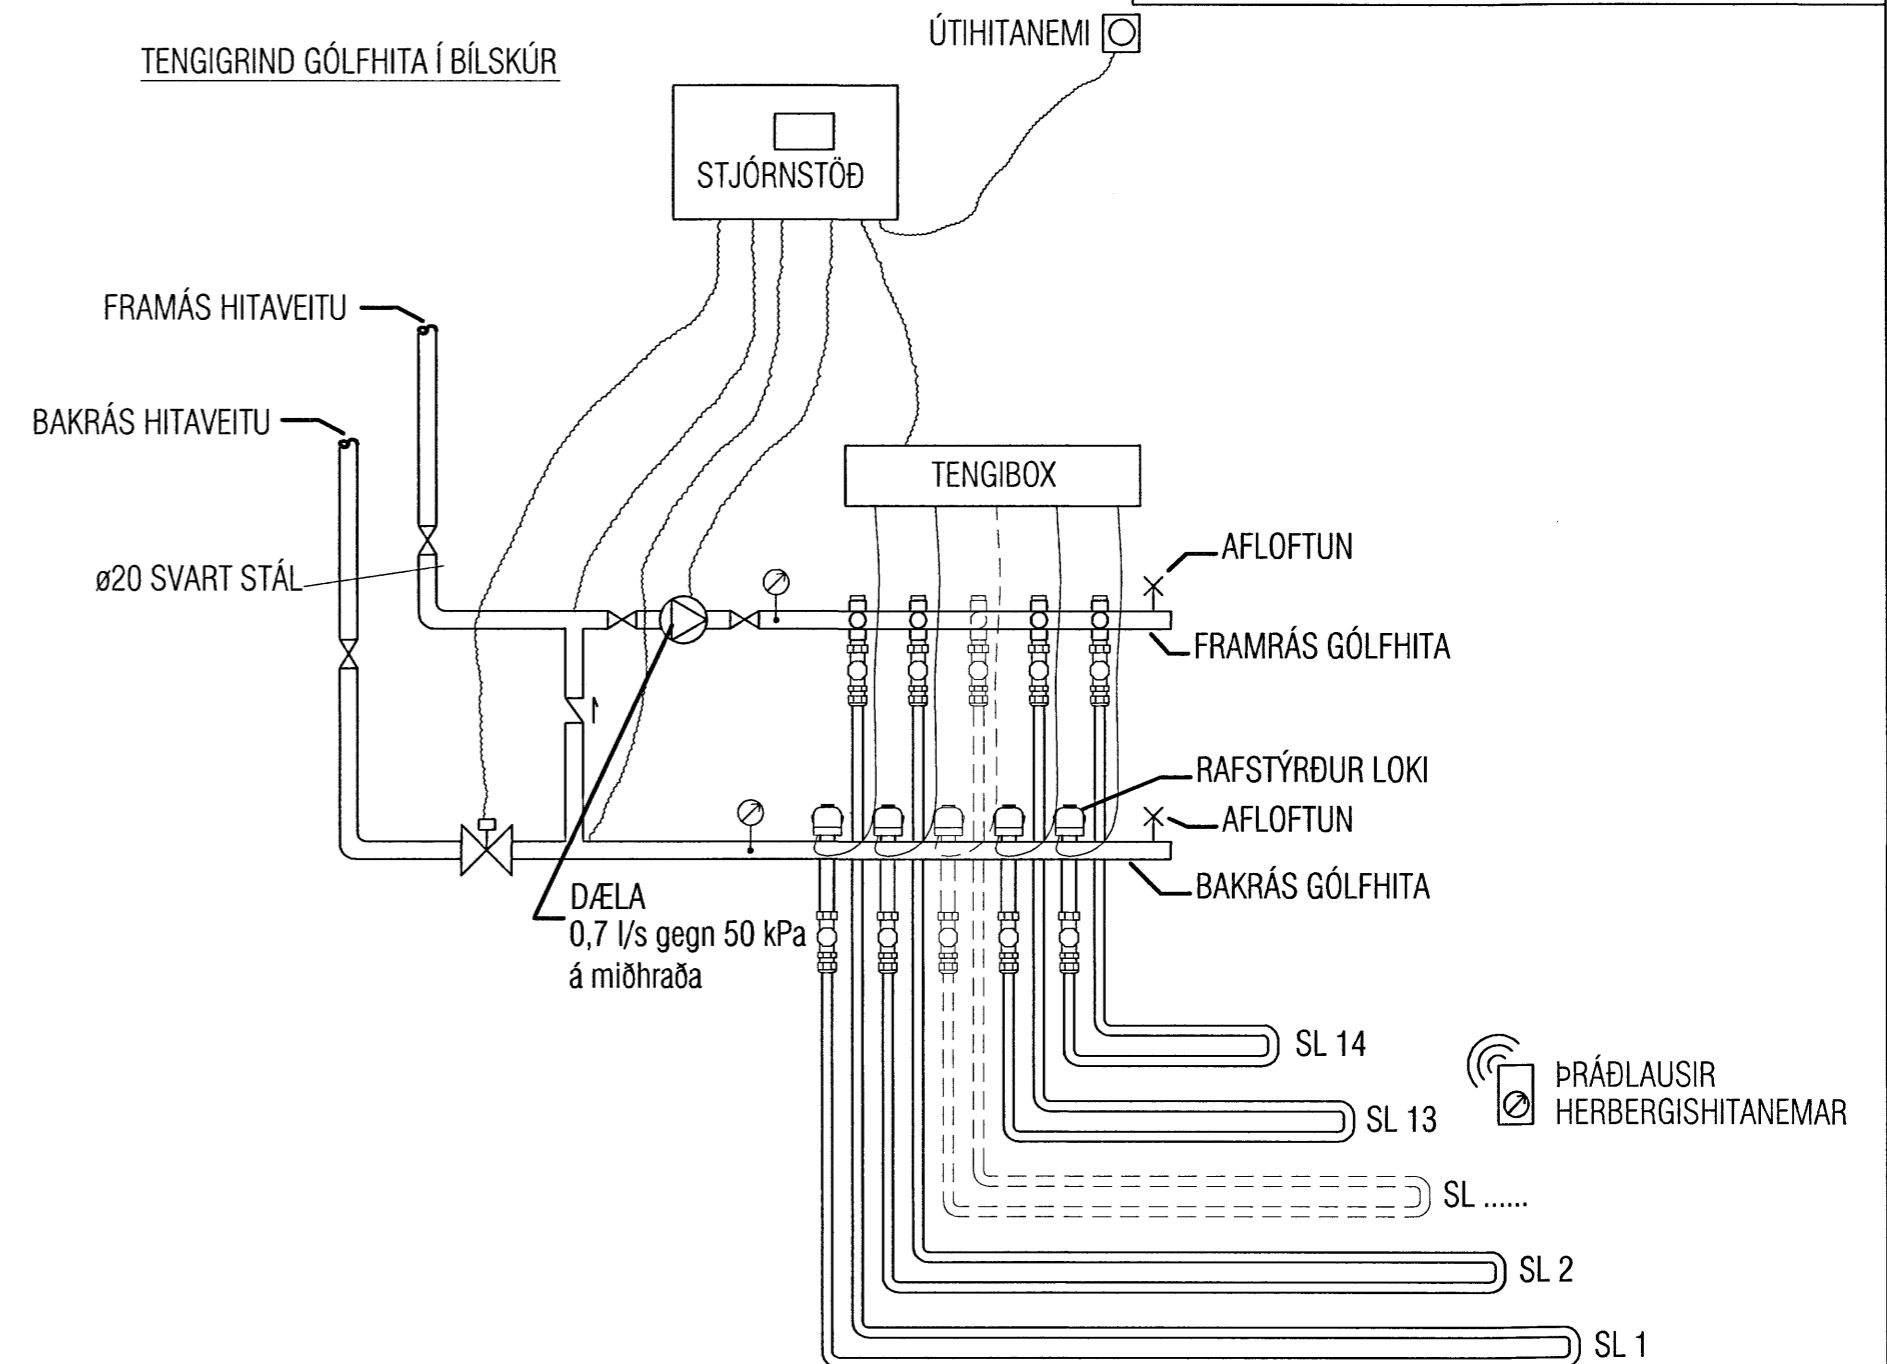 ÚTIHITANEMI
TENGIGRIND GÓLFHITA Í BÍLSKÚR
STJÓRNSTÖÐ
FRAMÁS HITAVEITU
BAKRÁS HITAVEITU
TENGIBOX
AFLOFTUN
ø20 SVART STÁL
FRAMRÁS GÓLFHITA
RAFSTÝRÐUR LOKI
AFLOFTUN
BAKRÁS GÓLFHITA
DÆLA
0,7 l/s gegn 50 kPa
á miðhraða
SL 14
ÞRÁÐLAUSIR
HERBERGISHITANEMAR
SL 13
SL ......
SL 2
SL 1